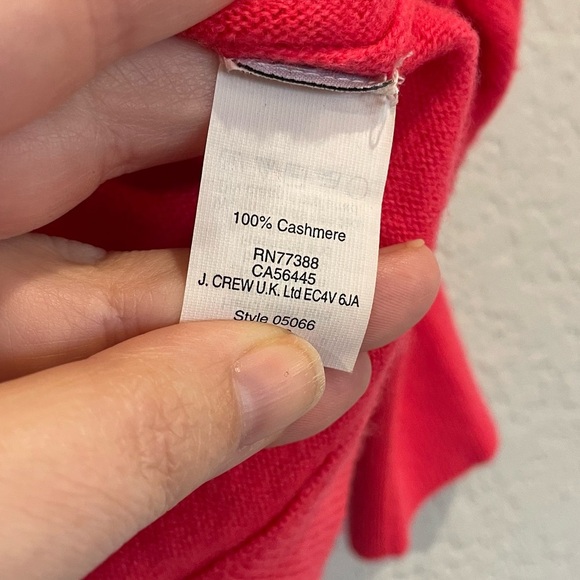 100% Cashmere
RN77388
CA56445
J. CREW U.K. Ltd EC4V 6JA
Style 05066